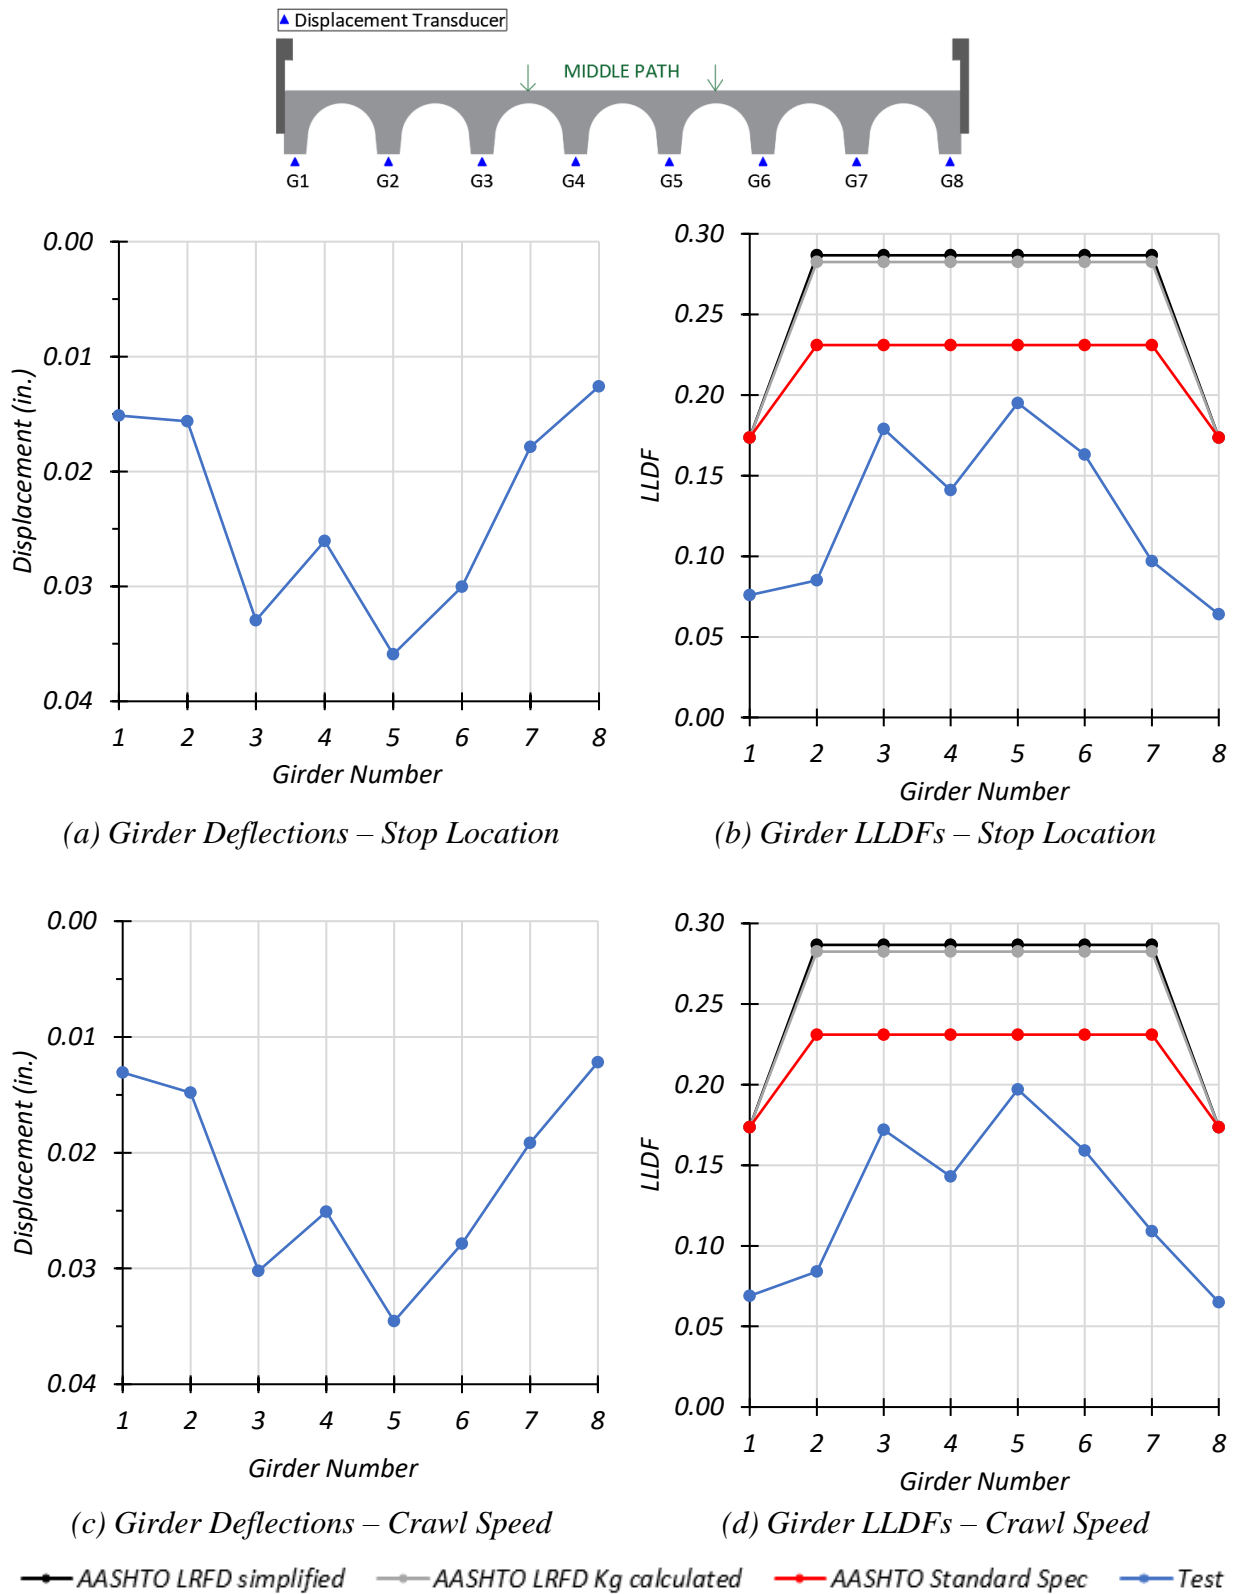 ▲ Displacement Transducer
MIDDLE PATH
G1 G2 G3 G4 G5 G6 G7 G8
0.00
0.01
0.02
0.03
0.04
Displacement (in.)
1 2 3 4 5 6 7 8
Girder Number
(a) Girder Deflections – Stop Location
0.30
0.25
0.20
0.15
0.10
0.05
0.00
LLDF
1 2 3 4 5 6 7 8
Girder Number
(b) Girder LLDFs – Stop Location
0.00
0.01
0.02
0.03
0.04
Displacement (in.)
1 2 3 4 5 6 7 8
Girder Number
(c) Girder Deflections – Crawl Speed
0.30
0.25
0.20
0.15
0.10
0.05
0.00
LLDF
1 2 3 4 5 6 7 8
Girder Number
(d) Girder LLDFs – Crawl Speed
AASHTO LRFD simplified AASHTO LRFD Kg calculated AASHTO Standard Spec Test